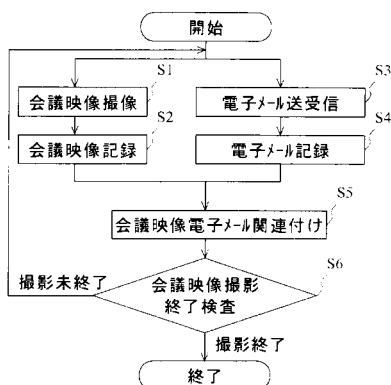 開始
S1
会議映像撮像
S2
会議映像記録
S3
電子メール送受信
S4
電子メール記録
S5
会議映像電子メール関連付け
S6
会議映像撮影
終了検査
撮影未終了
撮影終了
終了